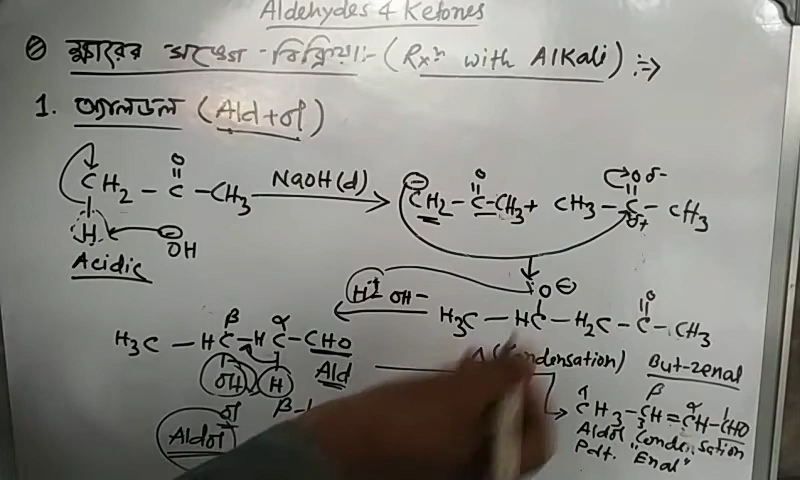 Aldehydes & Ketones
ক্ষারের সাথে বিক্রিয়া:- (Rxn with Alkali) :→
1. অ্যালডল (Ald + ol)
O O Oδ-
CH2 - C - CH3 NaOH(d) CH2 - C - CH3 + CH3 - C - CH3
H OH δ+
Acidic
H+ OH- O
H3C - HC - H2C - C - CH3
β α
H3C - HC - HC - CHO
OH H Ald (Condensation) But-2enal
ol β α
Aldol CH3 - CH = CH - CHO
Aldol Condensation
Pdt. "Enal"